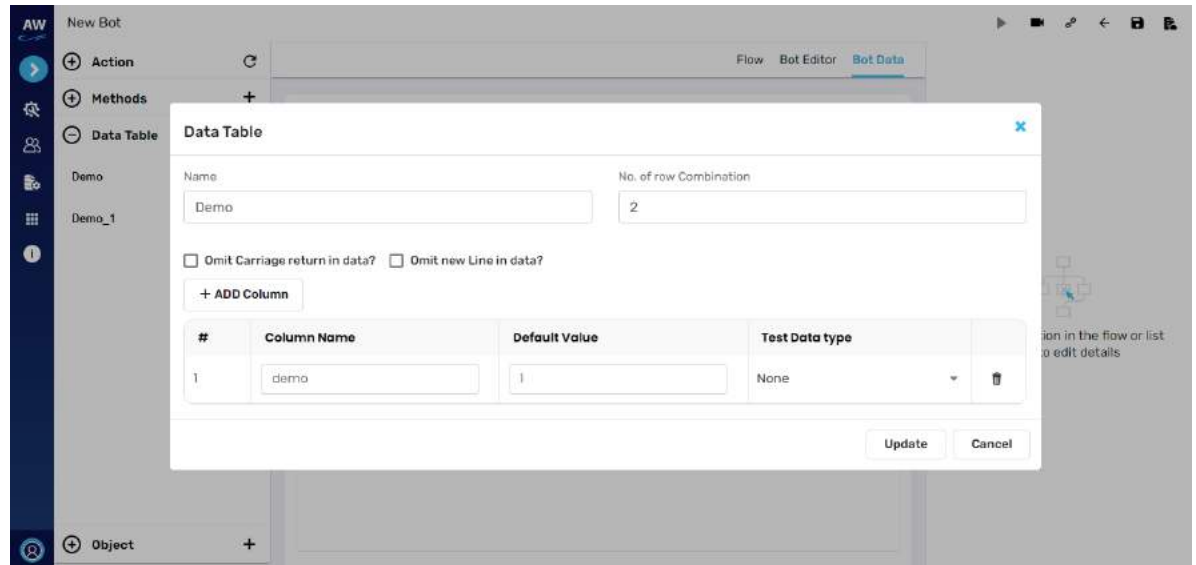 AW
New Bot
Action
Flow Bot Editor Bot Data
Methods
Data Table
Demo
Demo_1
Object
Data Table
Name
No. of row Combination
Demo
2
Omit Carriage return in data? Omit new Line in data?
+ ADD Column
# Column Name Default Value Test Data type
1 demo 1 None
Update Cancel
ion in the flow or list
to edit details